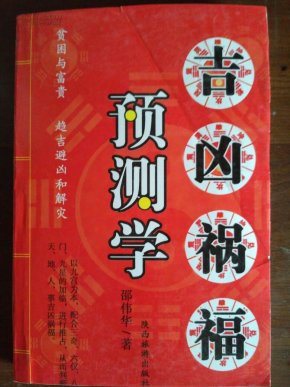 吉凶祸福
预测学
贫困与富贵 趋吉避凶和解灾
邵伟华 著
陕西旅游出版社
以九宫为本,配合三奇、六仪、八
门、九星的加临,进行推占,从而预
天、地、人、事吉凶祸福。